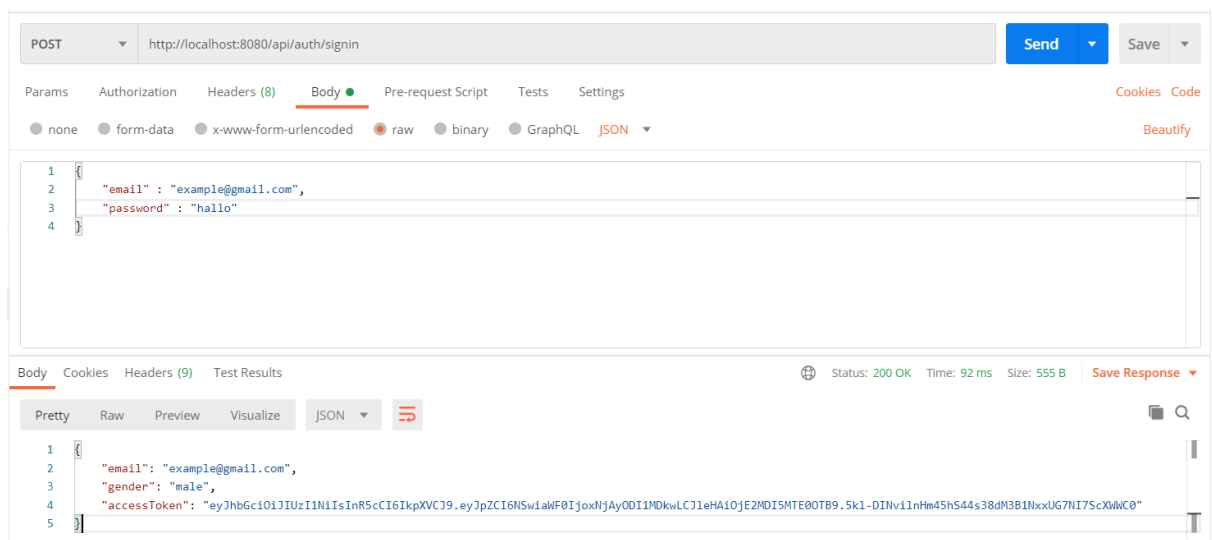 POST http://localhost:8080/api/auth/signin Send Save
Params Authorization Headers (8) Body Pre-request Script Tests Settings Cookies Code
none form-data x-www-form-urlencoded raw binary GraphQL JSON Beautify
1 {
2 "email" : "example@gmail.com",
3 "password" : "hallo"
4 }
Body Cookies Headers (9) Test Results Status: 200 OK Time: 92 ms Size: 555 B Save Response
Pretty Raw Preview Visualize JSON
1 {
2 "email": "example@gmail.com",
3 "gender": "male",
4 "accessToken": "eyJhbGciOiJIUzI1NiIsInR5cCI6IkpXVCJ9.eyJpZCI6NSwiaWF0IjoxNjAyODI1MDkwLCJleHAiOjE2MDI5MTE0OTB9.5kl-DINvilnHm45hS44s38dM3B1NxxUG7NI7ScXWWC0"
5 }